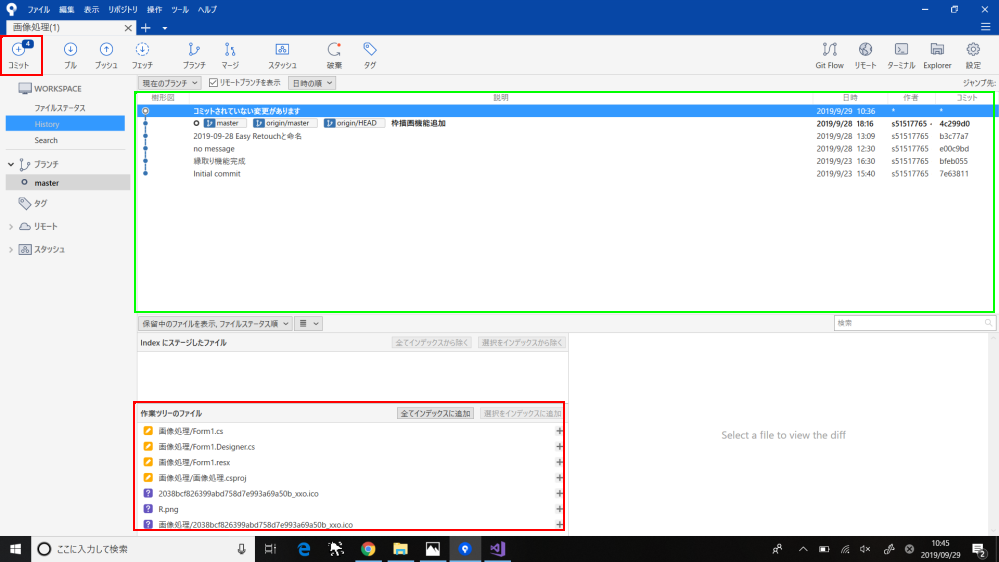 ファイル 編集 表示 リポジトリ 操作 ツール ヘルプ
画像処理(1)
4
コミット プル プッシュ フェッチ ブランチ マージ スタッシュ 破棄 タグ Git Flow リモート ターミナル Explorer 設定
現在のブランチ リモートブランチを表示 日時の順 ジャンプ先:
WORKSPACE
ファイルステータス
History
Search
ブランチ
master
タグ
リモート
スタッシュ
樹形図 説明 日時 作者 コミット
コミットされていない変更があります 2019/9/29 10:36 * *
master origin/master origin/HEAD 枠描画機能追加 2019/9/28 18:16 s51517765 · 4c299d0
2019-09-28 Easy Retouchと命名 2019/9/28 13:09 s51517765 b3c77a7
no message 2019/9/28 12:30 s51517765 e00c9bd
縁取り機能完成 2019/9/23 16:30 s51517765 bfeb055
Initial commit 2019/9/23 15:40 s51517765 7e63811
保留中のファイルを表示, ファイルステータス順 検索
Index にステージしたファイル 全てインデックスから除く 選択をインデックスから除く
作業ツリーのファイル 全てインデックスに追加 選択をインデックスに追加
画像処理/Form1.cs
画像処理/Form1.Designer.cs
画像処理/Form1.resx
画像処理/画像処理.csproj
2038bcf826399abd758d7e993a69a50b_xxo.ico
R.png
画像処理/2038bcf826399abd758d7e993a69a50b_xxo.ico
Select a file to view the diff
ここに入力して検索
10:45
2019/09/29
2